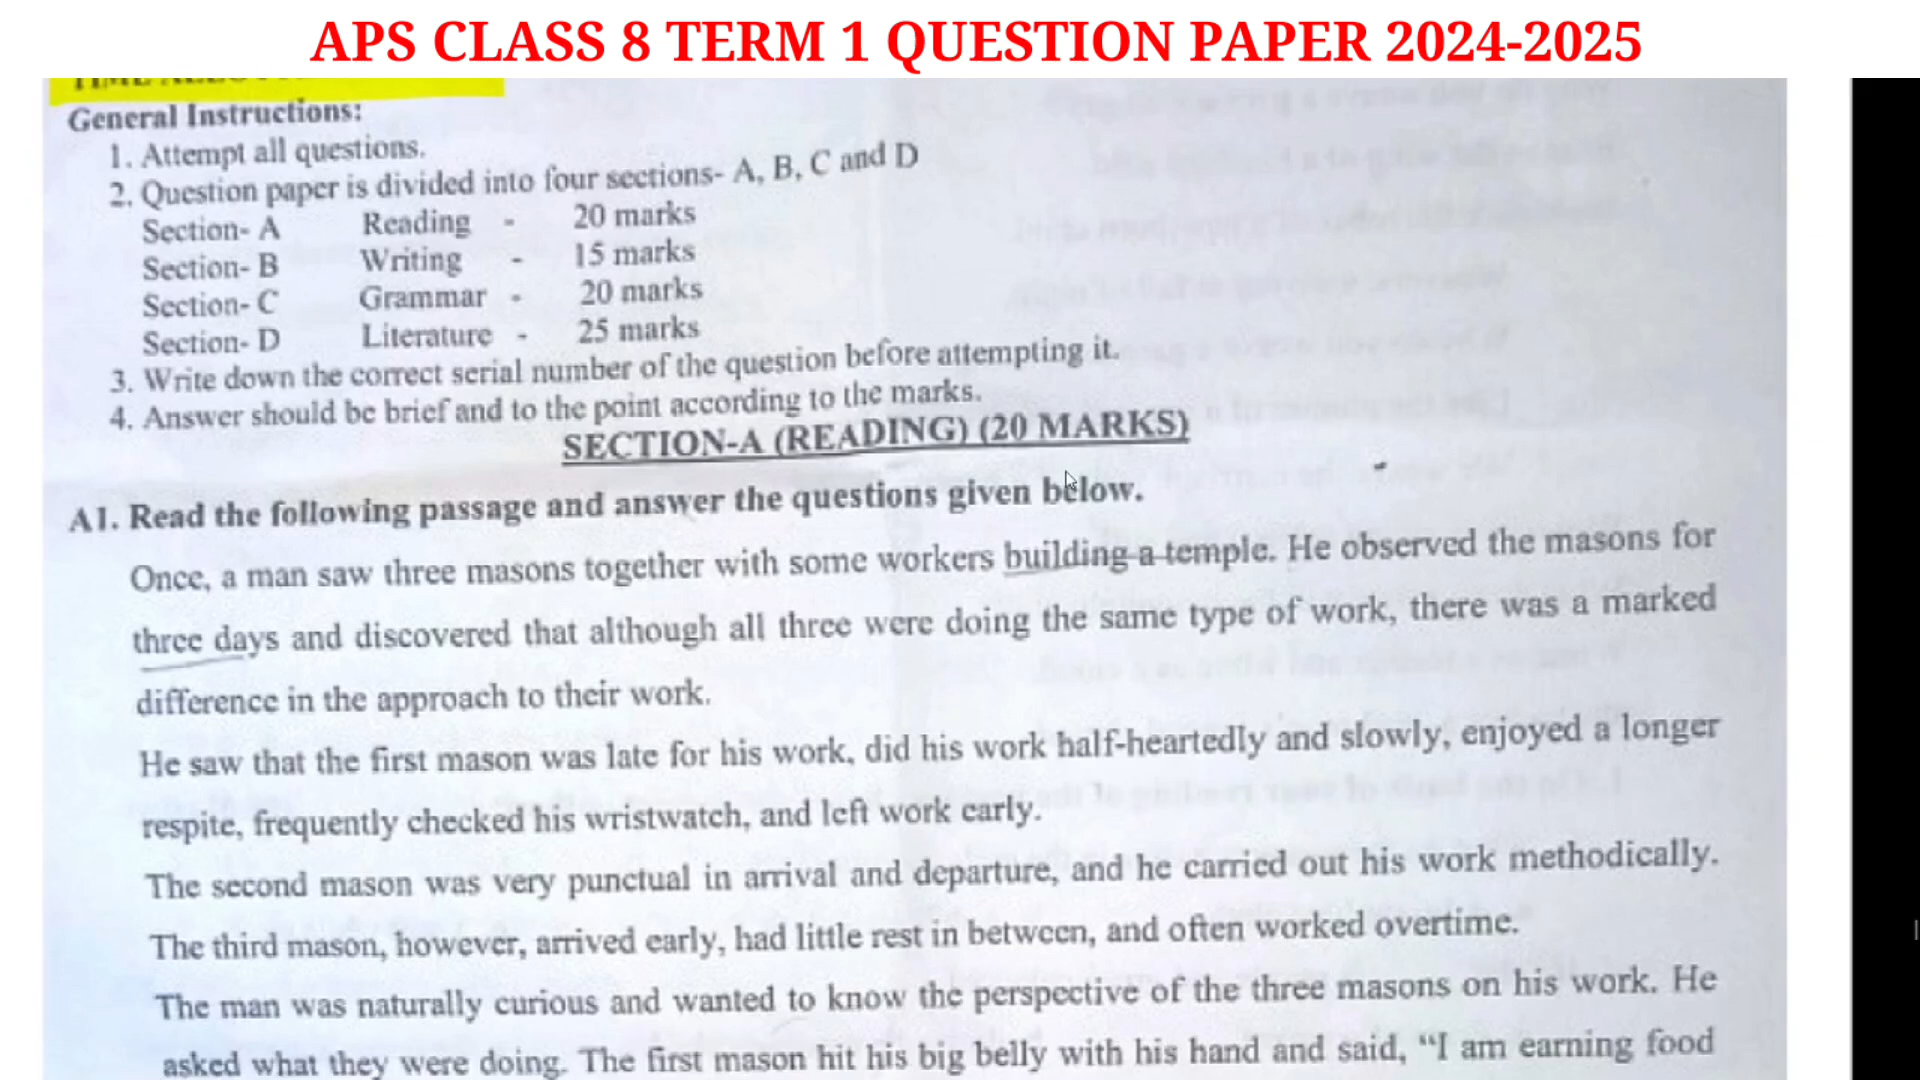 APS CLASS 8 TERM 1 QUESTION PAPER 2024-2025
General Instructions:
1. Attempt all questions.
2. Question paper is divided into four sections- A, B, C and D
Section- A Reading - 20 marks
Section- B Writing - 15 marks
Section- C Grammar - 20 marks
Section- D Literature - 25 marks
3. Write down the correct serial number of the question before attempting it.
4. Answer should be brief and to the point according to the marks.
SECTION-A (READING) (20 MARKS)
A1. Read the following passage and answer the questions given below.
Once, a man saw three masons together with some workers building a temple. He observed the masons for
three days and discovered that although all three were doing the same type of work, there was a marked
difference in the approach to their work.
He saw that the first mason was late for his work, did his work half-heartedly and slowly, enjoyed a longer
respite, frequently checked his wristwatch, and left work early.
The second mason was very punctual in arrival and departure, and he carried out his work methodically.
The third mason, however, arrived early, had little rest in between, and often worked overtime.
The man was naturally curious and wanted to know the perspective of the three masons on his work. He
asked what they were doing. The first mason hit his big belly with his hand and said, “I am earning food